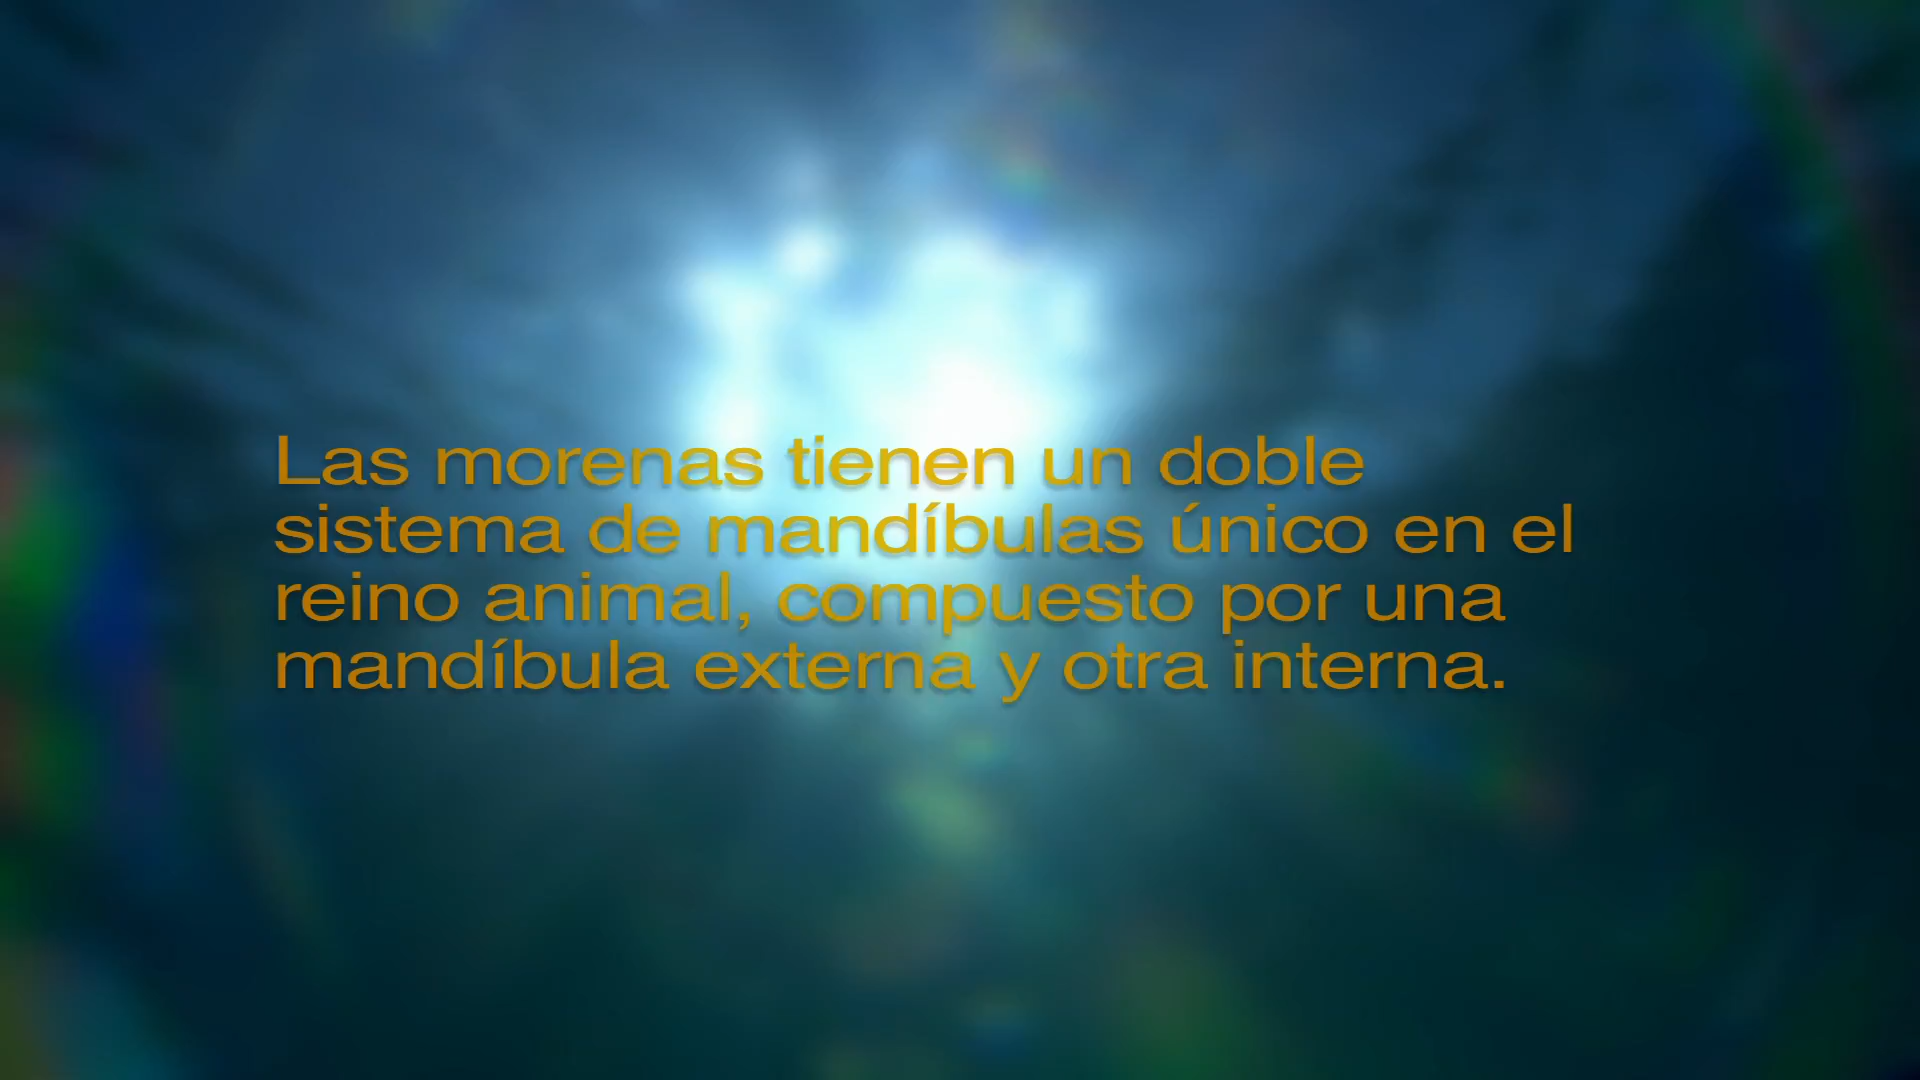 Las morenas tienen un doble
sistema de mandíbulas único en el
reino animal, compuesto por una
mandíbula externa y otra interna.